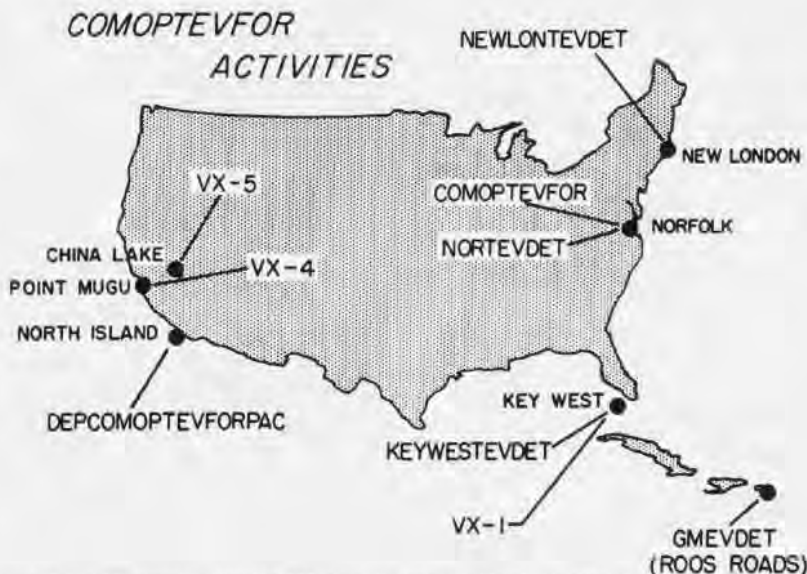 COMOPTEVFOR
ACTIVITIES
NEWLONTEVDET
NEW LONDON
VX-5
COMOPTEVFOR
NORFOLK
NORTEVDET
CHINA LAKE
VX-4
POINT MUGU
NORTH ISLAND
DEPCOMOPTEVFORPAC
KEY WEST
KEYWESTEVDET
VX-1
GMEVDET
(ROOS ROADS)